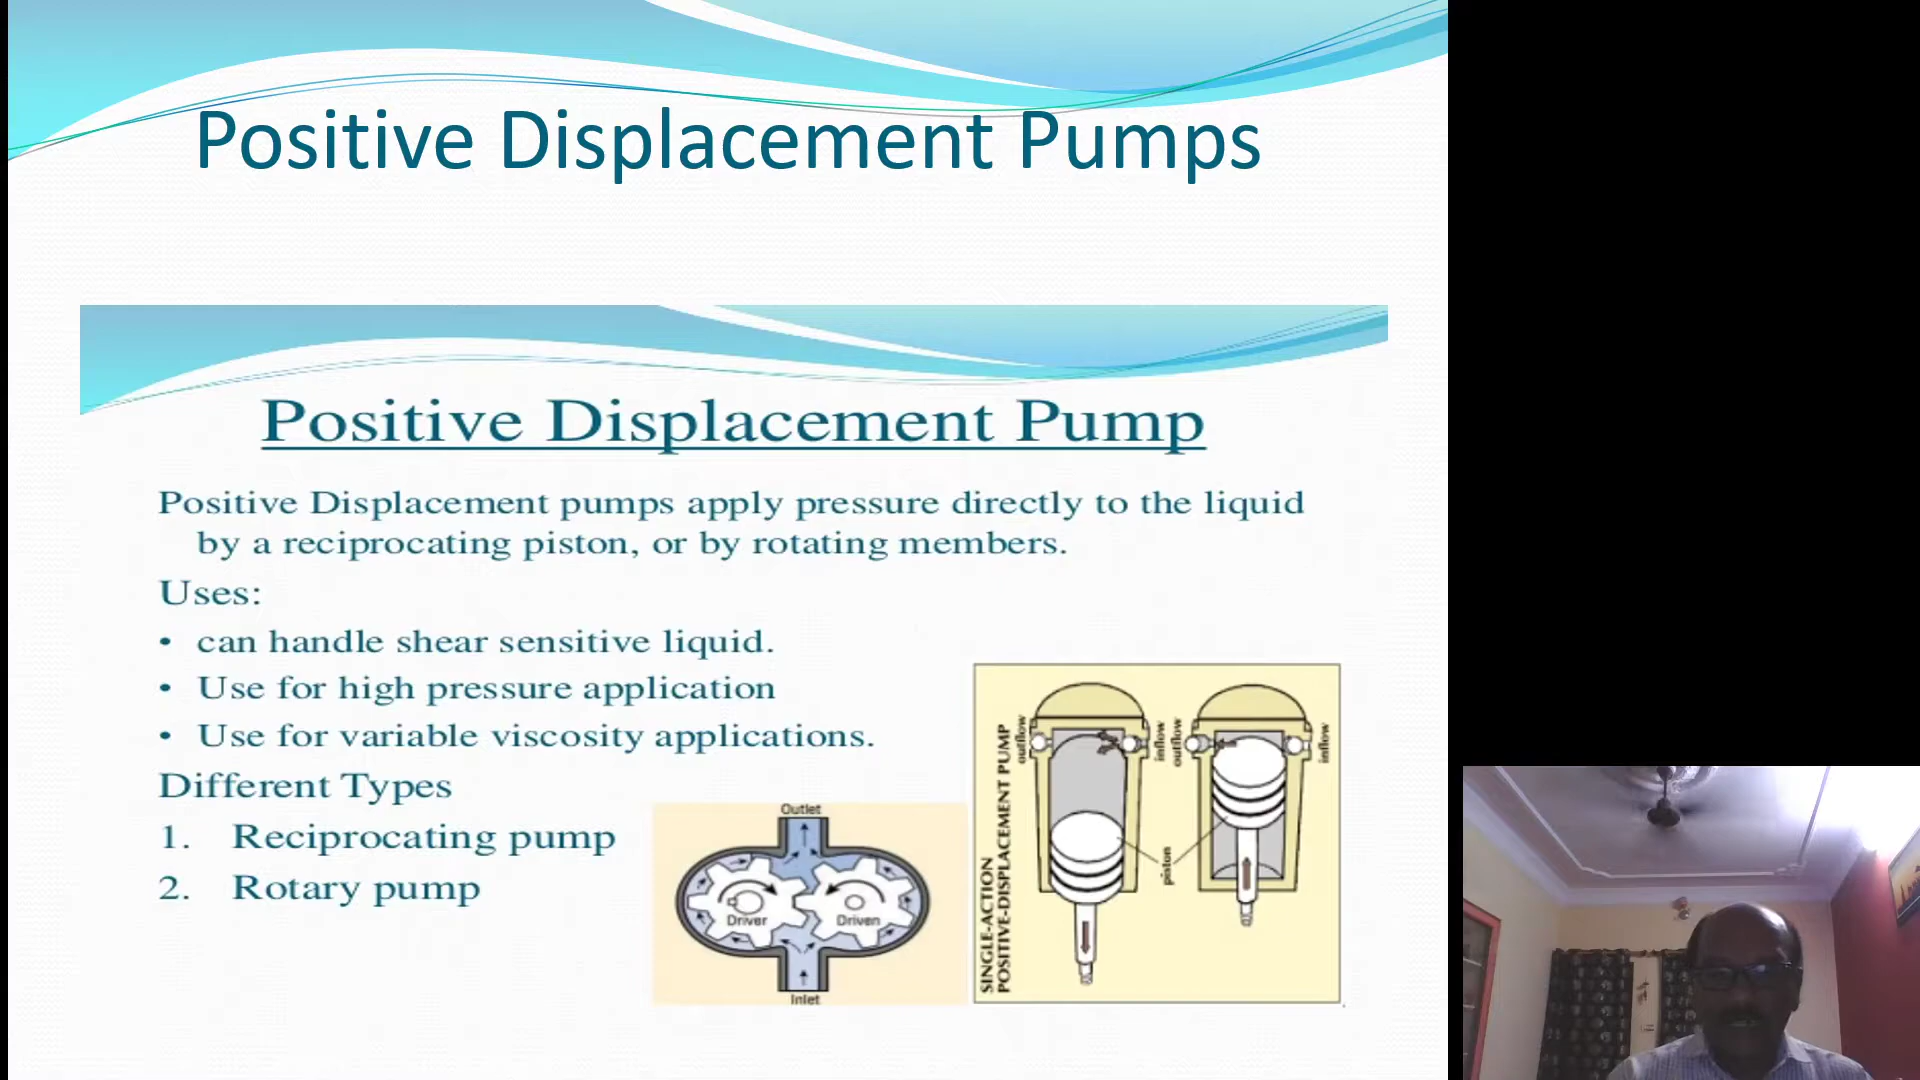 Positive Displacement Pumps
Positive Displacement Pump
Positive Displacement pumps apply pressure directly to the liquid
by a reciprocating piston, or by rotating members.
Uses:
• can handle shear sensitive liquid.
• Use for high pressure application
• Use for variable viscosity applications.
Different Types
1. Reciprocating pump
2. Rotary pump
Outlet
Driver
Driven
Inlet
SINGLE-ACTION
POSITIVE-DISPLACEMENT PUMP
outflow
inflow
outflow
inflow
piston